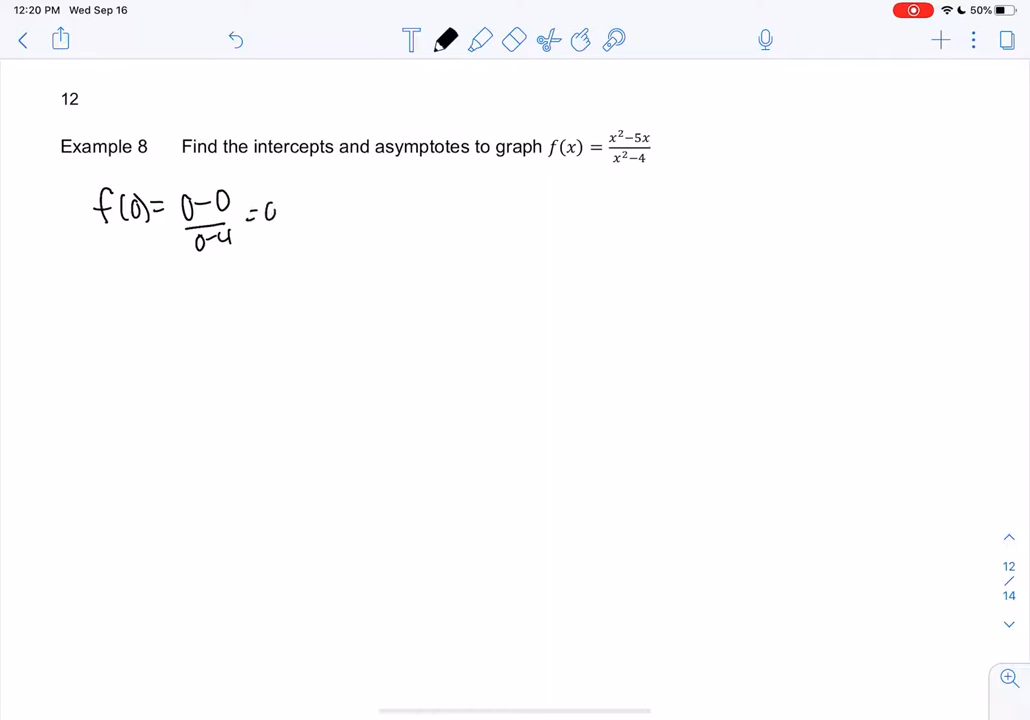 12:20 PM Wed Sep 16
50%
T
12
Example 8 Find the intercepts and asymptotes to graph f(x) = (x²−5x)/(x²−4)
f(0) = (0−0)/(0−4) = 0
12
/
14